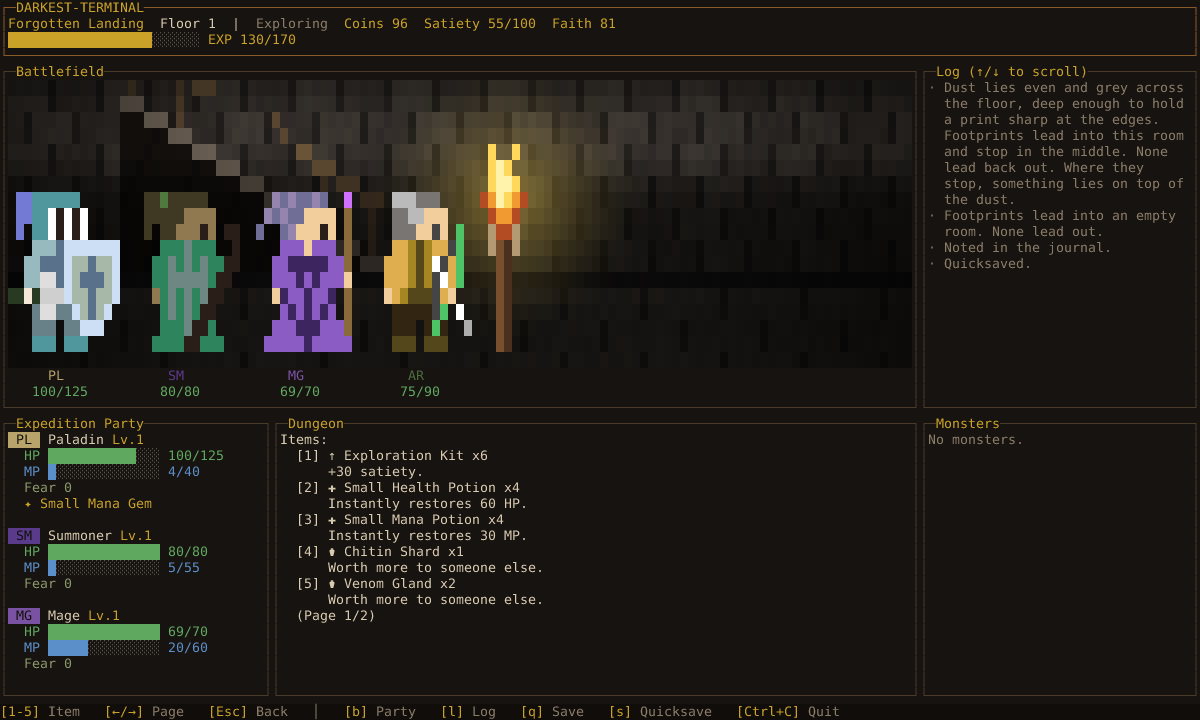 DARKEST-TERMINAL
Forgotten Landing Floor 1 | Exploring Coins 96 Satiety 55/100 Faith 81
EXP 130/170
Battlefield
PL SM MG AR
100/125 80/80 69/70 75/90
Log (↑/↓ to scroll)
· Dust lies even and grey across
the floor, deep enough to hold
a print sharp at the edges.
Footprints lead into this room
and stop in the middle. None
lead back out. Where they
stop, something lies on top of
the dust.
· Footprints lead into an empty
room. None lead out.
· Noted in the journal.
· Quicksaved.
Expedition Party
PL Paladin Lv.1
HP 100/125
MP 4/40
Fear 0
✦ Small Mana Gem
SM Summoner Lv.1
HP 80/80
MP 5/55
Fear 0
MG Mage Lv.1
HP 69/70
MP 20/60
Fear 0
Dungeon
Items:
[1] ↑ Exploration Kit x6
+30 satiety.
[2] ✚ Small Health Potion x4
Instantly restores 60 HP.
[3] ✚ Small Mana Potion x4
Instantly restores 30 MP.
[4] ⚱ Chitin Shard x1
Worth more to someone else.
[5] ⚱ Venom Gland x2
Worth more to someone else.
(Page 1/2)
Monsters
No monsters.
[1-5] Item [←/→] Page [Esc] Back │ [b] Party [l] Log [q] Save [s] Quicksave [Ctrl+C] Quit